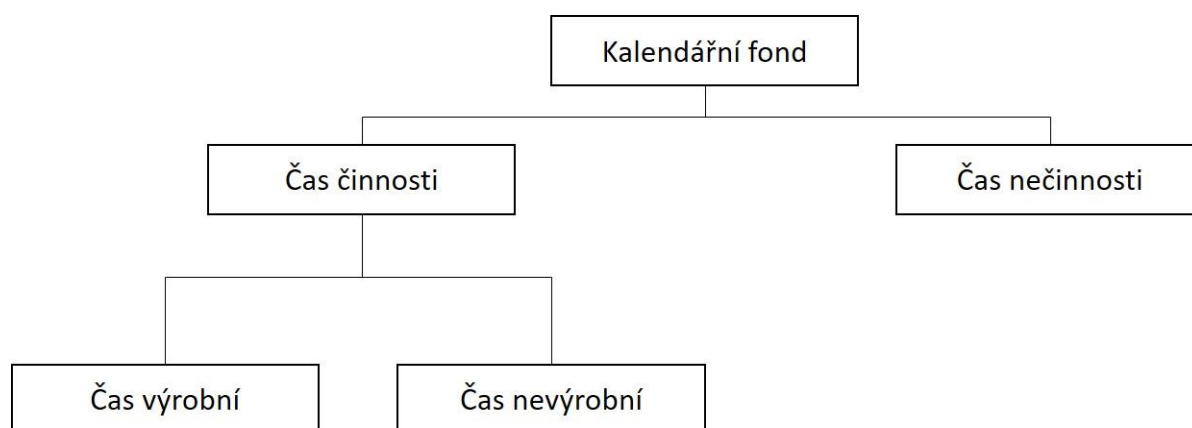 Kalendářní fond
Čas činnosti
Čas nečinnosti
Čas výrobní
Čas nevýrobní